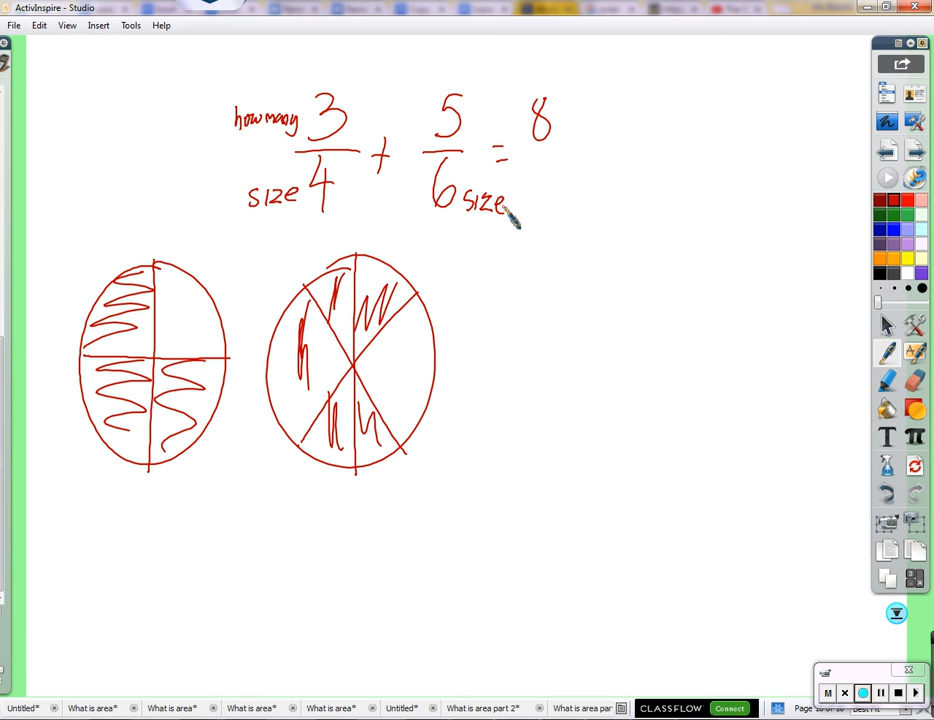 ActivInspire - Studio
File Edit View Insert Tools Help
how many 3 5 8
+ =
size 4 6 size
T π
Untitled* What is area* What is area* What is area* What is area* Untitled* What is area part 2* What is area par CLASSFLOW Connect
M